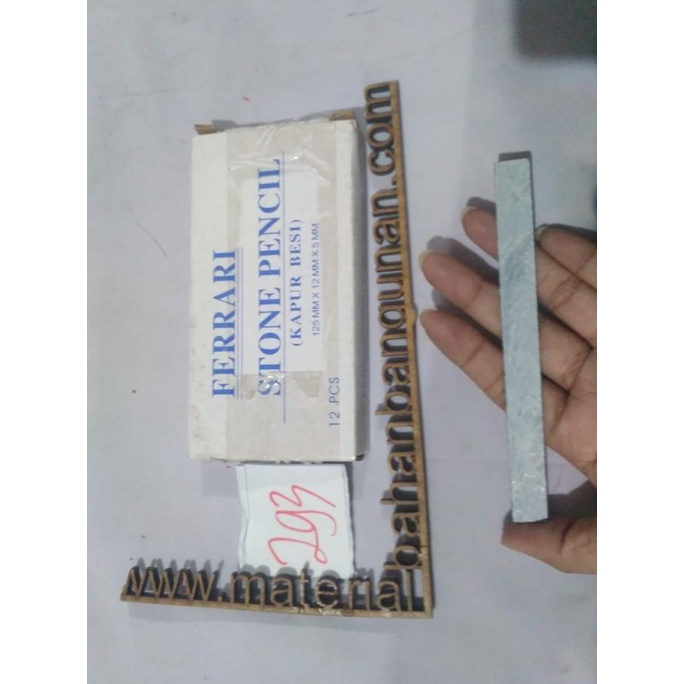 FERRARI
STONE PENCIL
(KAPUR BESI)
125 MM X 12 MM X 5 MM
12 PCS
293
www.materialbahanbangunan.com